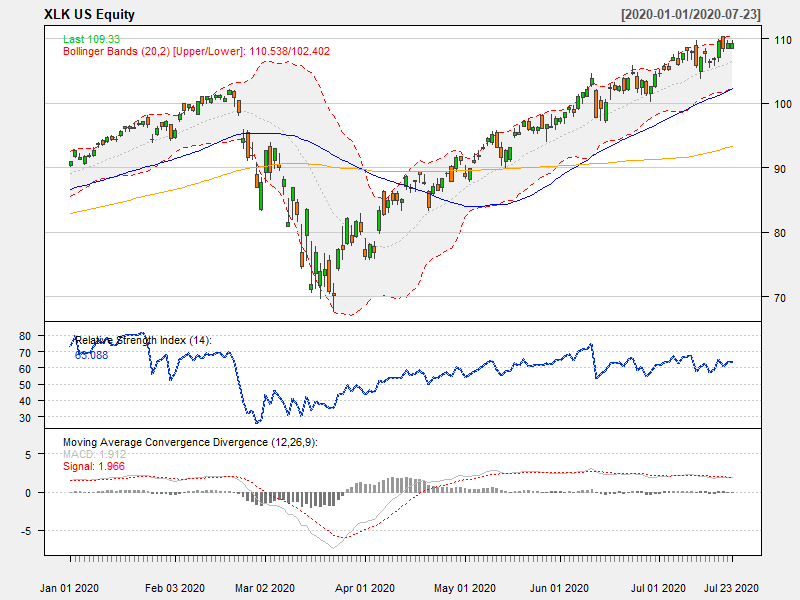 XLK US Equity [2020-01-01/2020-07-23]
Last 109.33
Bollinger Bands (20,2) [Upper/Lower]: 110.538/102.402
110
100
90
80
70
Relative Strength Index (14):
63.088
80
70
60
50
40
30
Moving Average Convergence Divergence (12,26,9):
MACD: 1.912
Signal: 1.966
5
0
-5
Jan 01 2020 Feb 03 2020 Mar 02 2020 Apr 01 2020 May 01 2020 Jun 01 2020 Jul 01 2020 Jul 23 2020